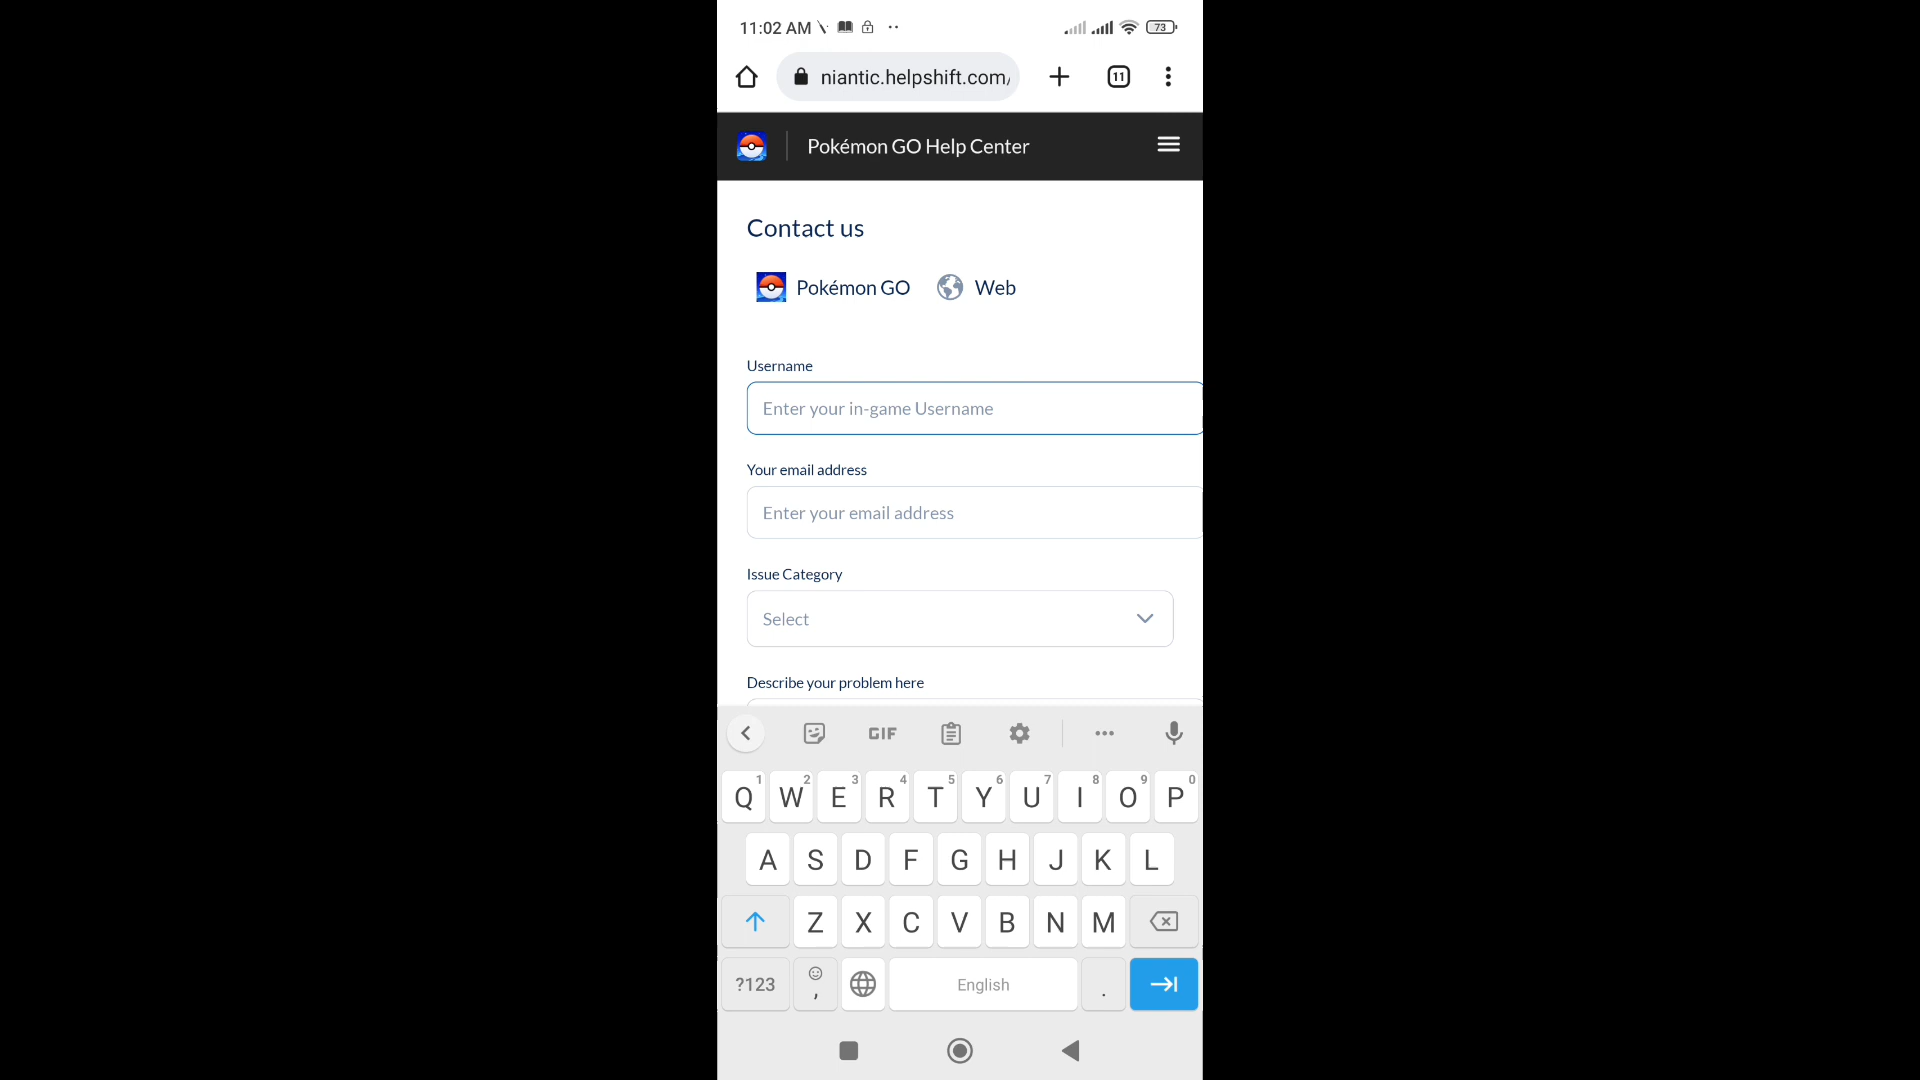 11:02 AM
73
niantic.helpshift.com/
11
Pokémon GO Help Center
Contact us
Pokémon GO Web
Username
Enter your in-game Username
Your email address
Enter your email address
Issue Category
Select
Describe your problem here
GIF
1 2 3 4 5 6 7 8 9 0
Q W E R T Y U I O P
A S D F G H J K L
Z X C V B N M
?123 , English .